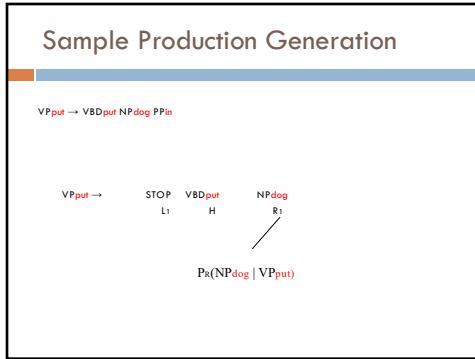 Sample Production Generation
VPput → VBDput NPdog PPin
VPput → STOP VBDput NPdog
L1 H R1
PR(NPdog | VPput)